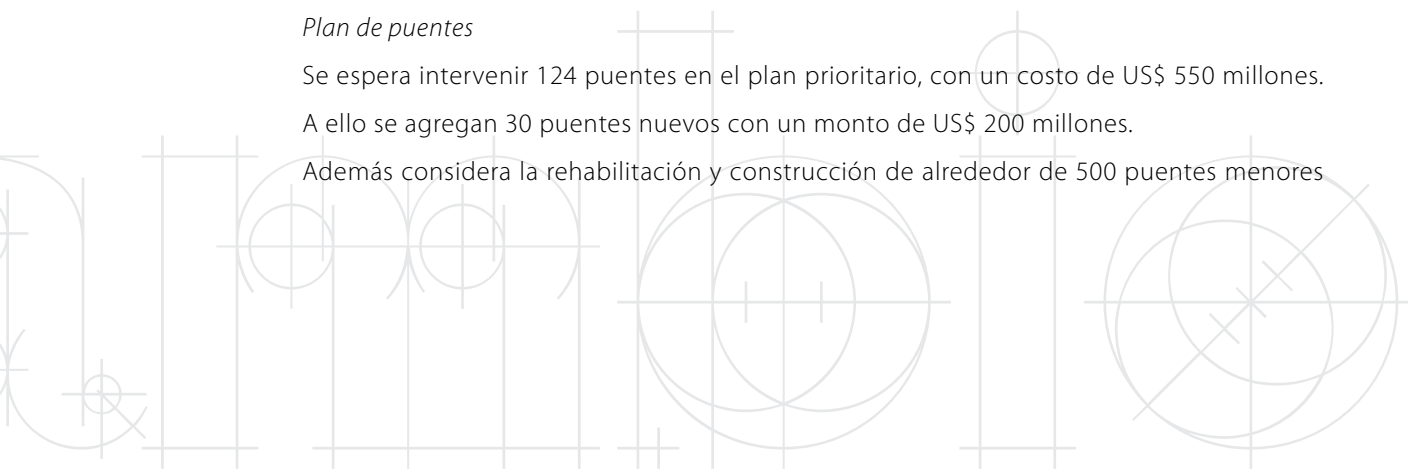 Plan de puentes
Se espera intervenir 124 puentes en el plan prioritario, con un costo de US$ 550 millones.
A ello se agregan 30 puentes nuevos con un monto de US$ 200 millones.
Además considera la rehabilitación y construcción de alrededor de 500 puentes menores